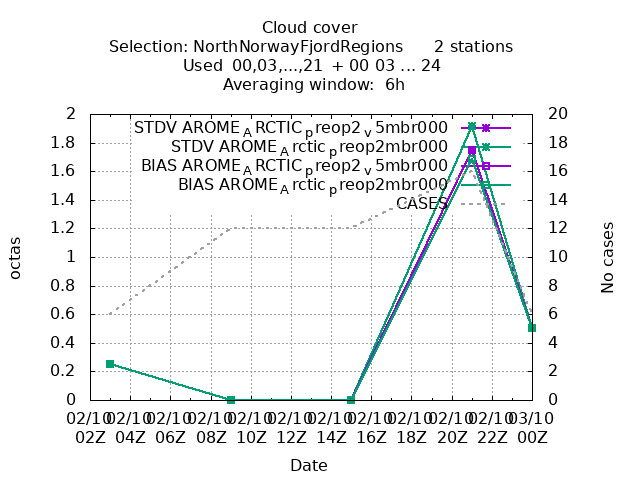 Cloud cover
Selection: NorthNorwayFjordRegions 2 stations
Used 00,03,...,21 + 00 03 ... 24
Averaging window: 6h
2
1.8
1.6
1.4
1.2
1
0.8
0.6
0.4
0.2
0
octas
STDV AROME_A RCTIC_p reop2_v 5mbr000
STDV AROME_A rctic_p reop2mbr000
BIAS AROME_A RCTIC_p reop2_v 5mbr000
BIAS AROME_A rctic_p reop2mbr000
CASES
20
18
16
14
12
10
8
6
4
2
0
No cases
02/10 02/10 02/10 02/10 02/10 02/10 02/10 02/10 02/10 02/10 02/10 03/10
02Z 04Z 06Z 08Z 10Z 12Z 14Z 16Z 18Z 20Z 22Z 00Z
Date